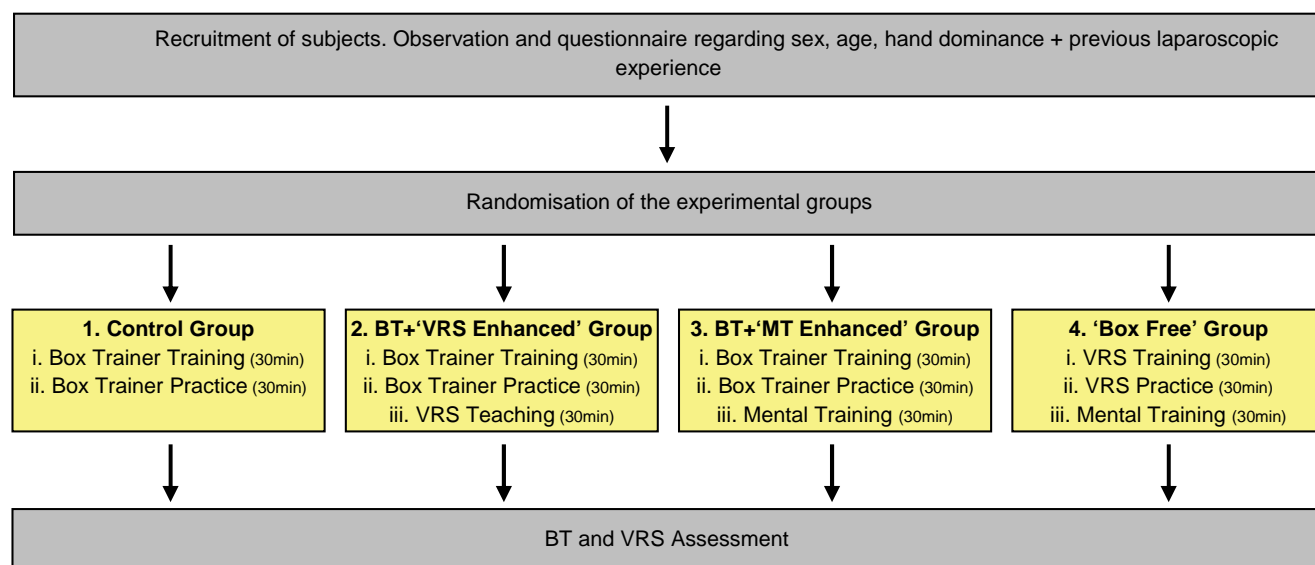 Recruitment of subjects. Observation and questionnaire regarding sex, age, hand dominance + previous laparoscopic
experience
Randomisation of the experimental groups
1. Control Group
i. Box Trainer Training (30min)
ii. Box Trainer Practice (30min)
2. BT+‘VRS Enhanced’ Group
i. Box Trainer Training (30min)
ii. Box Trainer Practice (30min)
iii. VRS Teaching (30min)
3. BT+‘MT Enhanced’ Group
i. Box Trainer Training (30min)
ii. Box Trainer Practice (30min)
iii. Mental Training (30min)
4. ‘Box Free’ Group
i. VRS Training (30min)
ii. VRS Practice (30min)
iii. Mental Training (30min)
BT and VRS Assessment